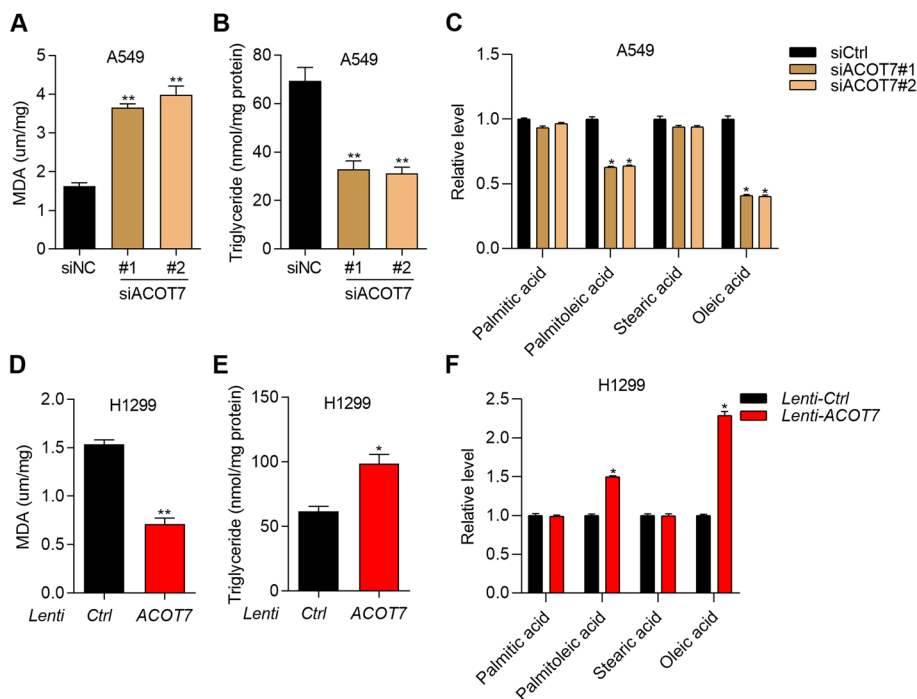 A
A549
MDA (um/mg)
5
4
3
2
1
0
**
**
siNC
#1
#2
siACOT7
B
A549
Triglyceride (nmol/mg protein)
80
60
40
20
0
**
**
siNC
#1
#2
siACOT7
C
A549
siCtrl
siACOT7#1
siACOT7#2
Relative level
1.5
1.0
0.5
0.0
*
*
*
*
Palmitic acid
Palmitoleic acid
Stearic acid
Oleic acid
D
H1299
MDA (um/mg)
2.0
1.5
1.0
0.5
0.0
**
Lenti
Ctrl
ACOT7
E
H1299
Triglyceride (nmol/mg protein)
150
100
50
0
*
Lenti
Ctrl
ACOT7
F
H1299
Lenti-Ctrl
Lenti-ACOT7
Relative level
2.5
2.0
1.5
1.0
0.5
0.0
*
*
Palmitic acid
Palmitoleic acid
Stearic acid
Oleic acid